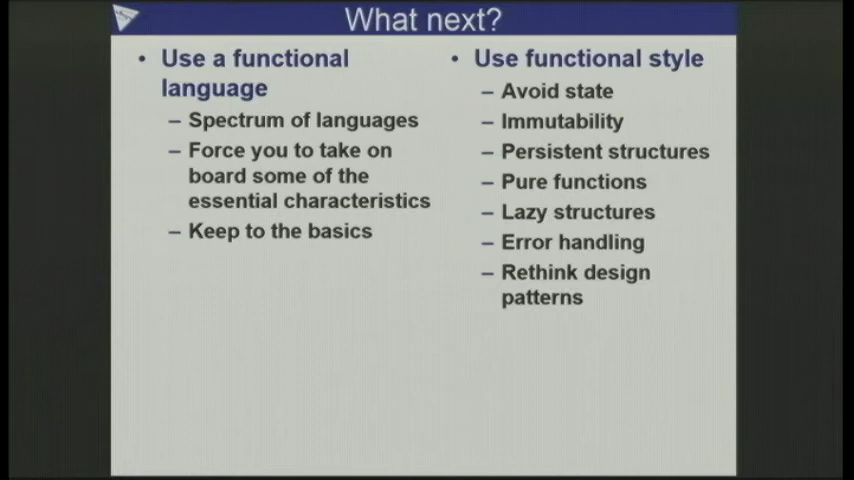 What next?
• Use a functional
language
– Spectrum of languages
– Force you to take on
board some of the
essential characteristics
– Keep to the basics
• Use functional style
– Avoid state
– Immutability
– Persistent structures
– Pure functions
– Lazy structures
– Error handling
– Rethink design
patterns